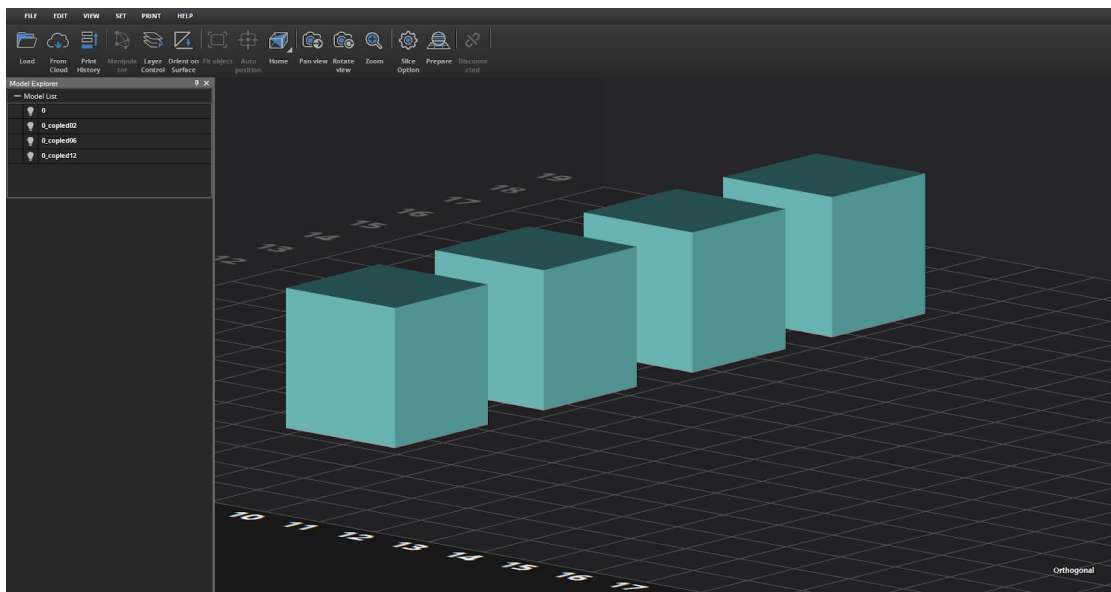 FILE EDIT VIEW SET PRINT HELP
Load From Cloud Print History Manipula tor Layer Control Orient on Surface Fit object Auto position Home Pan view Rotate view Zoom Slice Option Prepare Disconne cted
Model Explorer
Model List
0
0_copied02
0_copied06
0_copied12
12 13 14 15 16 17 18 19
10 11 12 13 14 15 16 17
Orthogonal